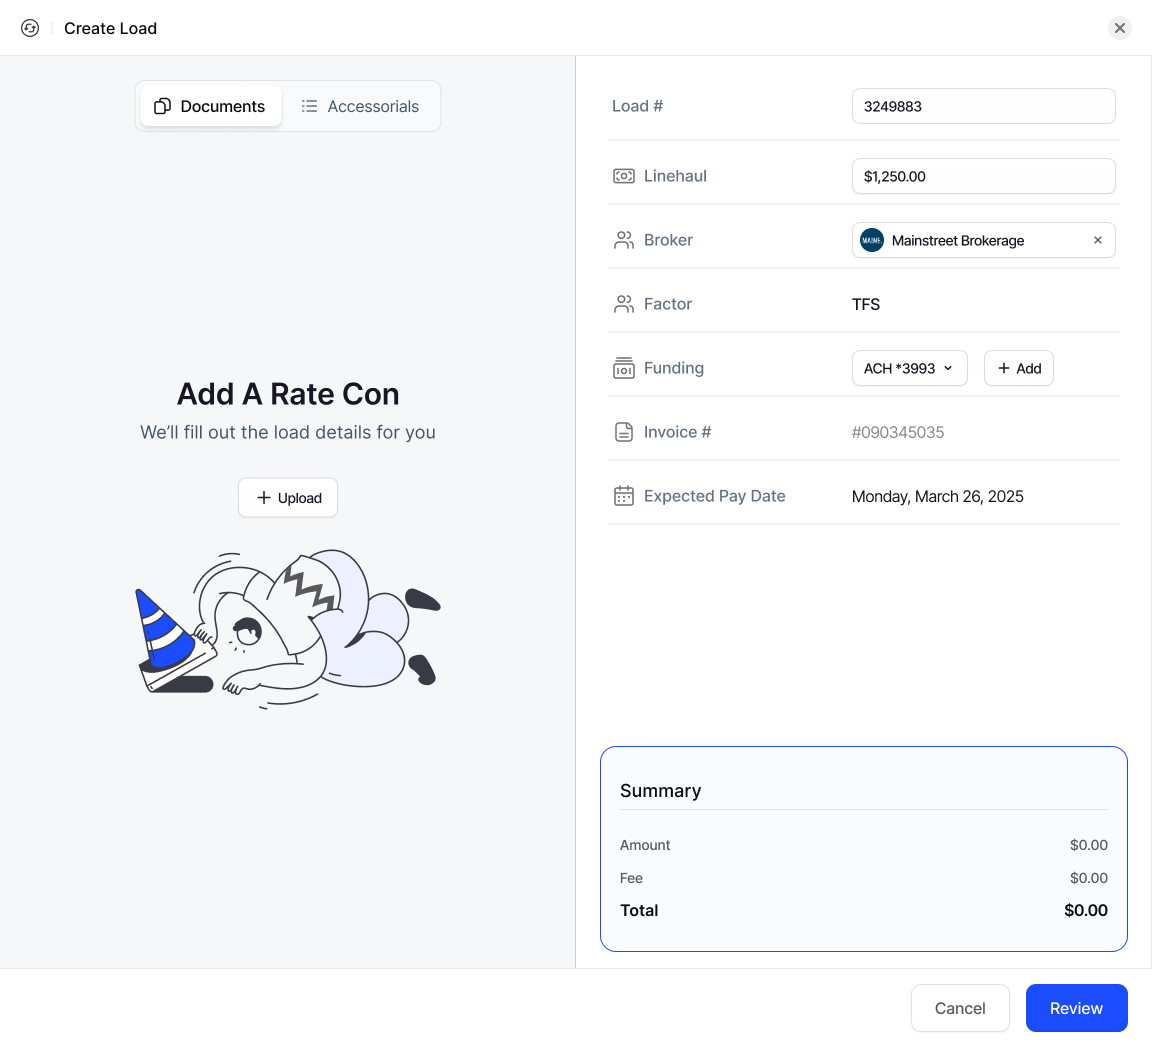 Create Load
Documents
Accessorials
Add A Rate Con
We'll fill out the load details for you
Upload
Load #
3249883
Linehaul
$1,250.00
Broker
MAINE
Mainstreet Brokerage
Factor
TFS
Funding
ACH *3993
Add
Invoice #
#090345035
Expected Pay Date
Monday, March 26, 2025
Summary
Amount
$0.00
Fee
$0.00
Total
$0.00
Cancel
Review